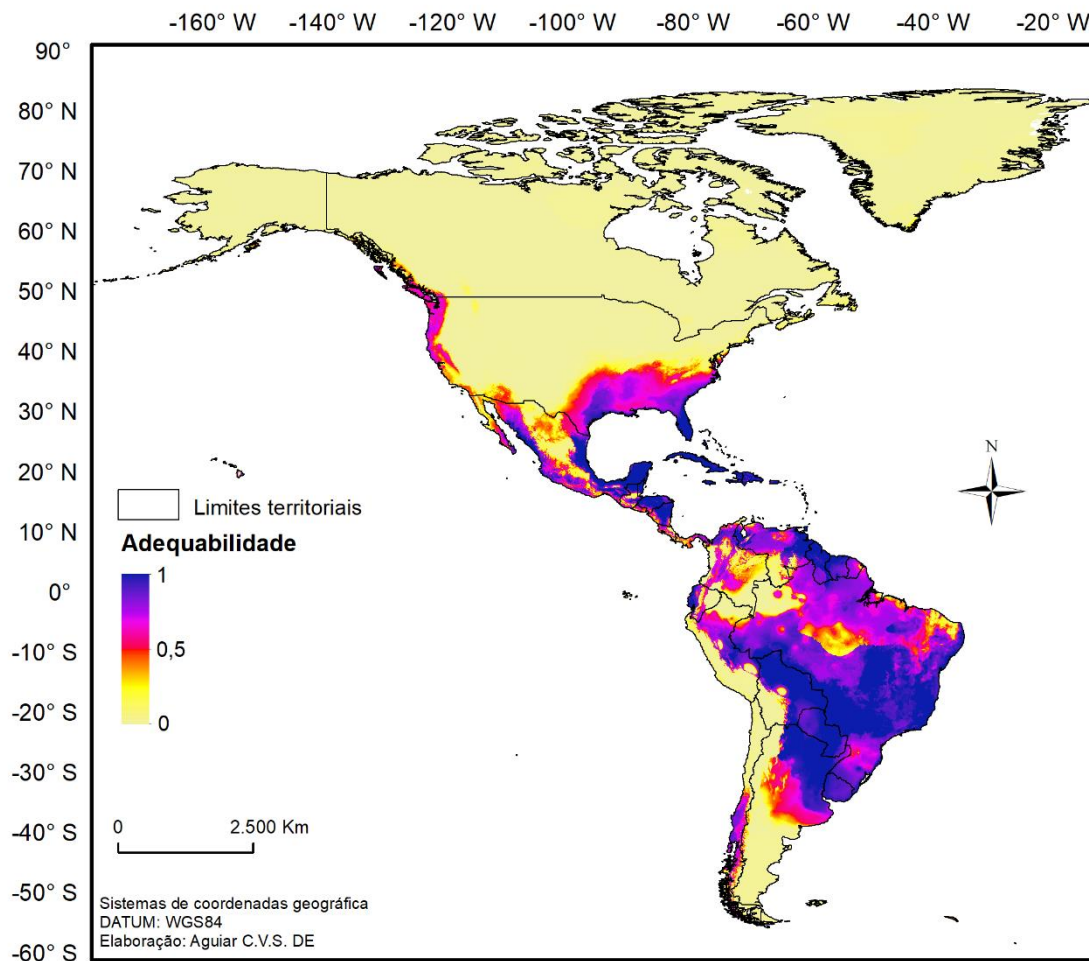 -160° W -140° W -120° W -100° W -80° W -60° W -40° W -20° W
90°
80° N
70° N
60° N
50° N
40° N
30° N
20° N
10° N
0°
-10° S
-20° S
-30° S
-40° S
-50° S
-60° S
N
Limites territoriais
Adequabilidade
1
0,5
0
0 2.500 Km
Sistemas de coordenadas geográfica
DATUM: WGS84
Elaboração: Aguiar C.V.S. DE